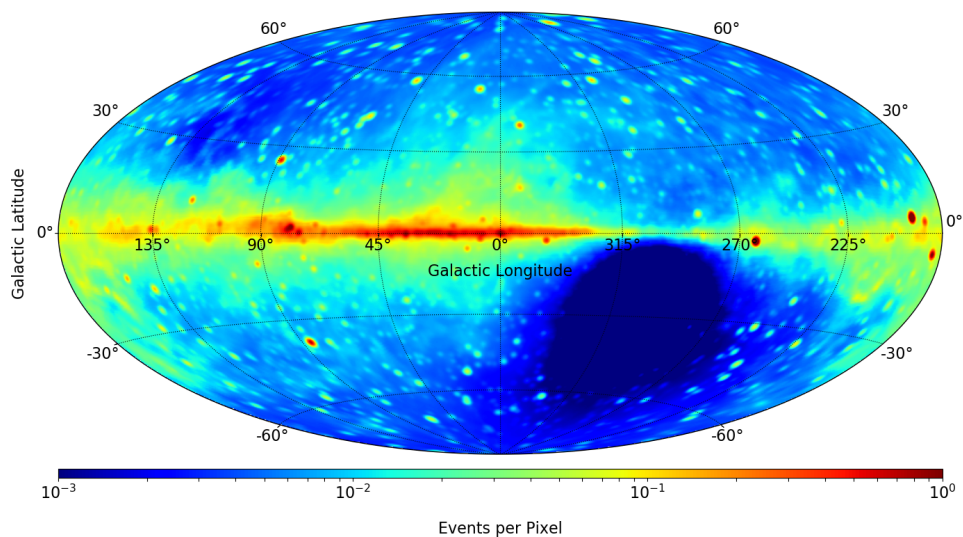 60° 60°
30° 30°
Galactic Latitude
0° 0°
135° 90° 45° 0° 315° 270° 225°
Galactic Longitude
-30° -30°
-60° -60°
10⁻³ 10⁻² 10⁻¹ 10⁰
Events per Pixel